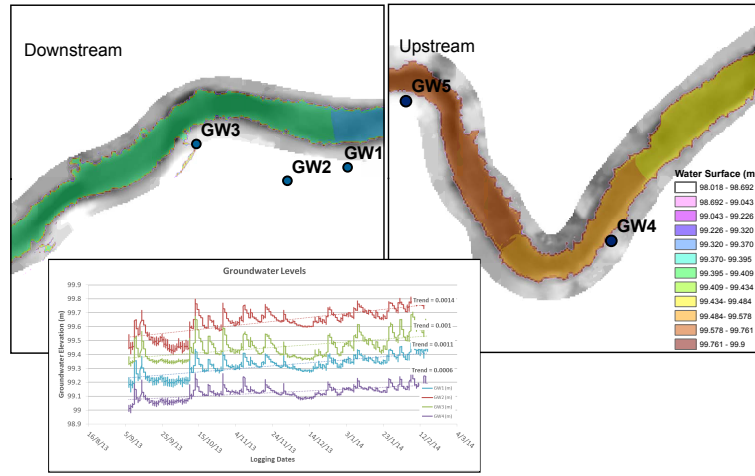 Downstream
GW3
GW2
GW1
Upstream
GW5
GW4
Water Surface (m
98.018 - 98.692
98.692 - 99.043
99.043 - 99.226
99.226 - 99.320
99.320 - 99.370
99.370- 99.395
99.395 - 99.409
99.409 - 99.434
99.434- 99.484
99.484- 99.578
99.578 - 99.761
99.761 - 99.9
Groundwater Levels
Groundwater Elevation (m)
99.9
99.8
99.7
99.6
99.5
99.4
99.3
99.2
99.1
99
98.9
Trend = 0.0014
Trend = 0.001
Trend = 0.0011
Trend = 0.0006
GW1 (m)
GW2 (m)
GW3 (m)
GW4 (m)
16/8/13
5/9/13
25/9/13
15/10/13
4/11/13
24/11/13
14/12/13
3/1/14
23/1/14
12/2/14
4/3/14
Logging Dates